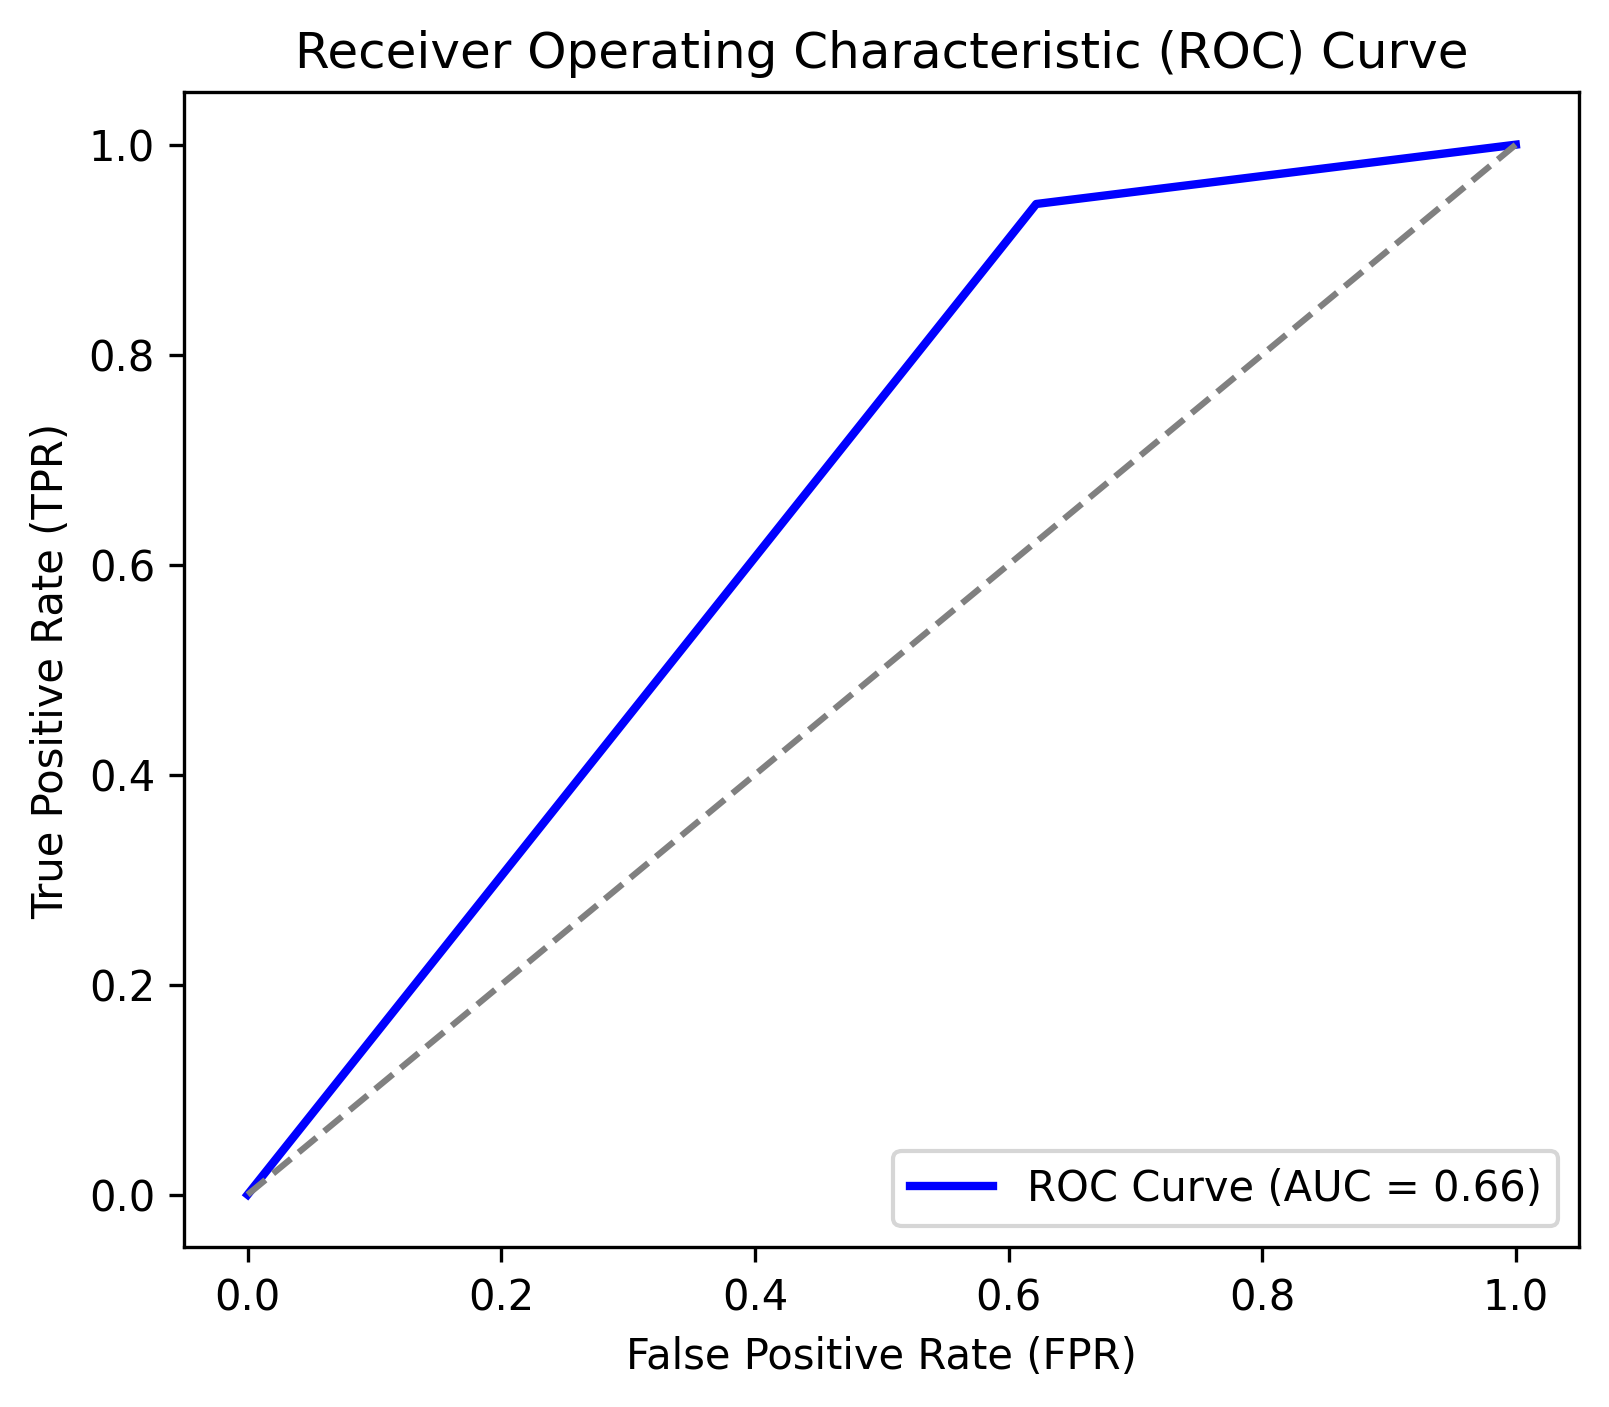 Receiver Operating Characteristic (ROC) Curve
1.0
0.8
0.6
0.4
0.2
0.0
True Positive Rate (TPR)
ROC Curve (AUC = 0.66)
0.0 0.2 0.4 0.6 0.8 1.0
False Positive Rate (FPR)